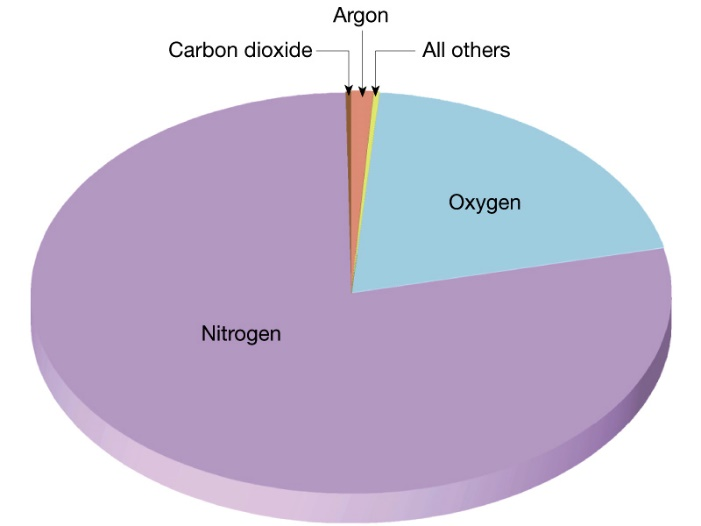 Argon
Carbon dioxide
All others
Oxygen
Nitrogen